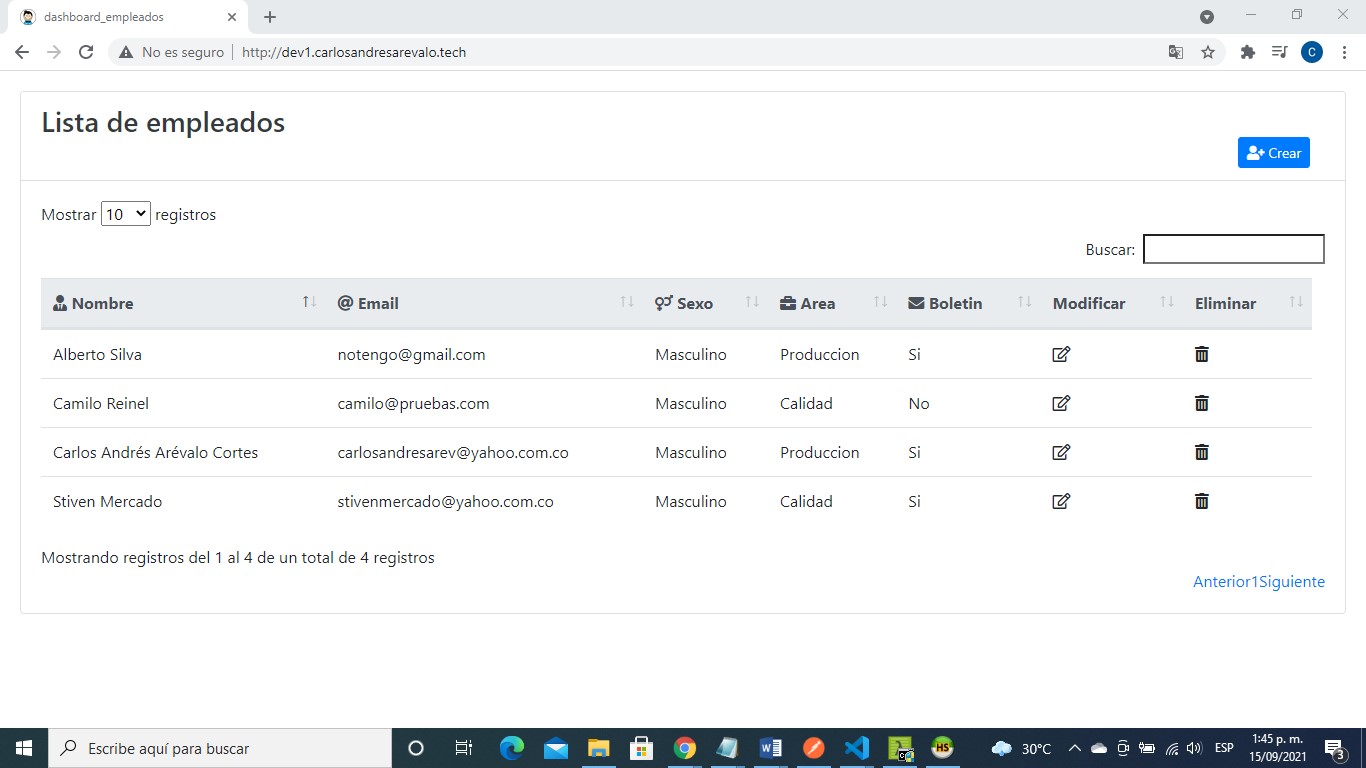 dashboard_empleados
No es seguro | http://dev1.carlosandresarevalo.tech
C
Lista de empleados
Crear
Mostrar 10 registros
Buscar:
Nombre @ Email Sexo Area Boletin Modificar Eliminar
Alberto Silva notengo@gmail.com Masculino Produccion Si
Camilo Reinel camilo@pruebas.com Masculino Calidad No
Carlos Andrés Arévalo Cortes carlosandresarev@yahoo.com.co Masculino Produccion Si
Stiven Mercado stivenmercado@yahoo.com.co Masculino Calidad Si
Mostrando registros del 1 al 4 de un total de 4 registros
Anterior1Siguiente
Escribe aquí para buscar
W
HS
30°C
ESP
1:45 p. m.
15/09/2021
3